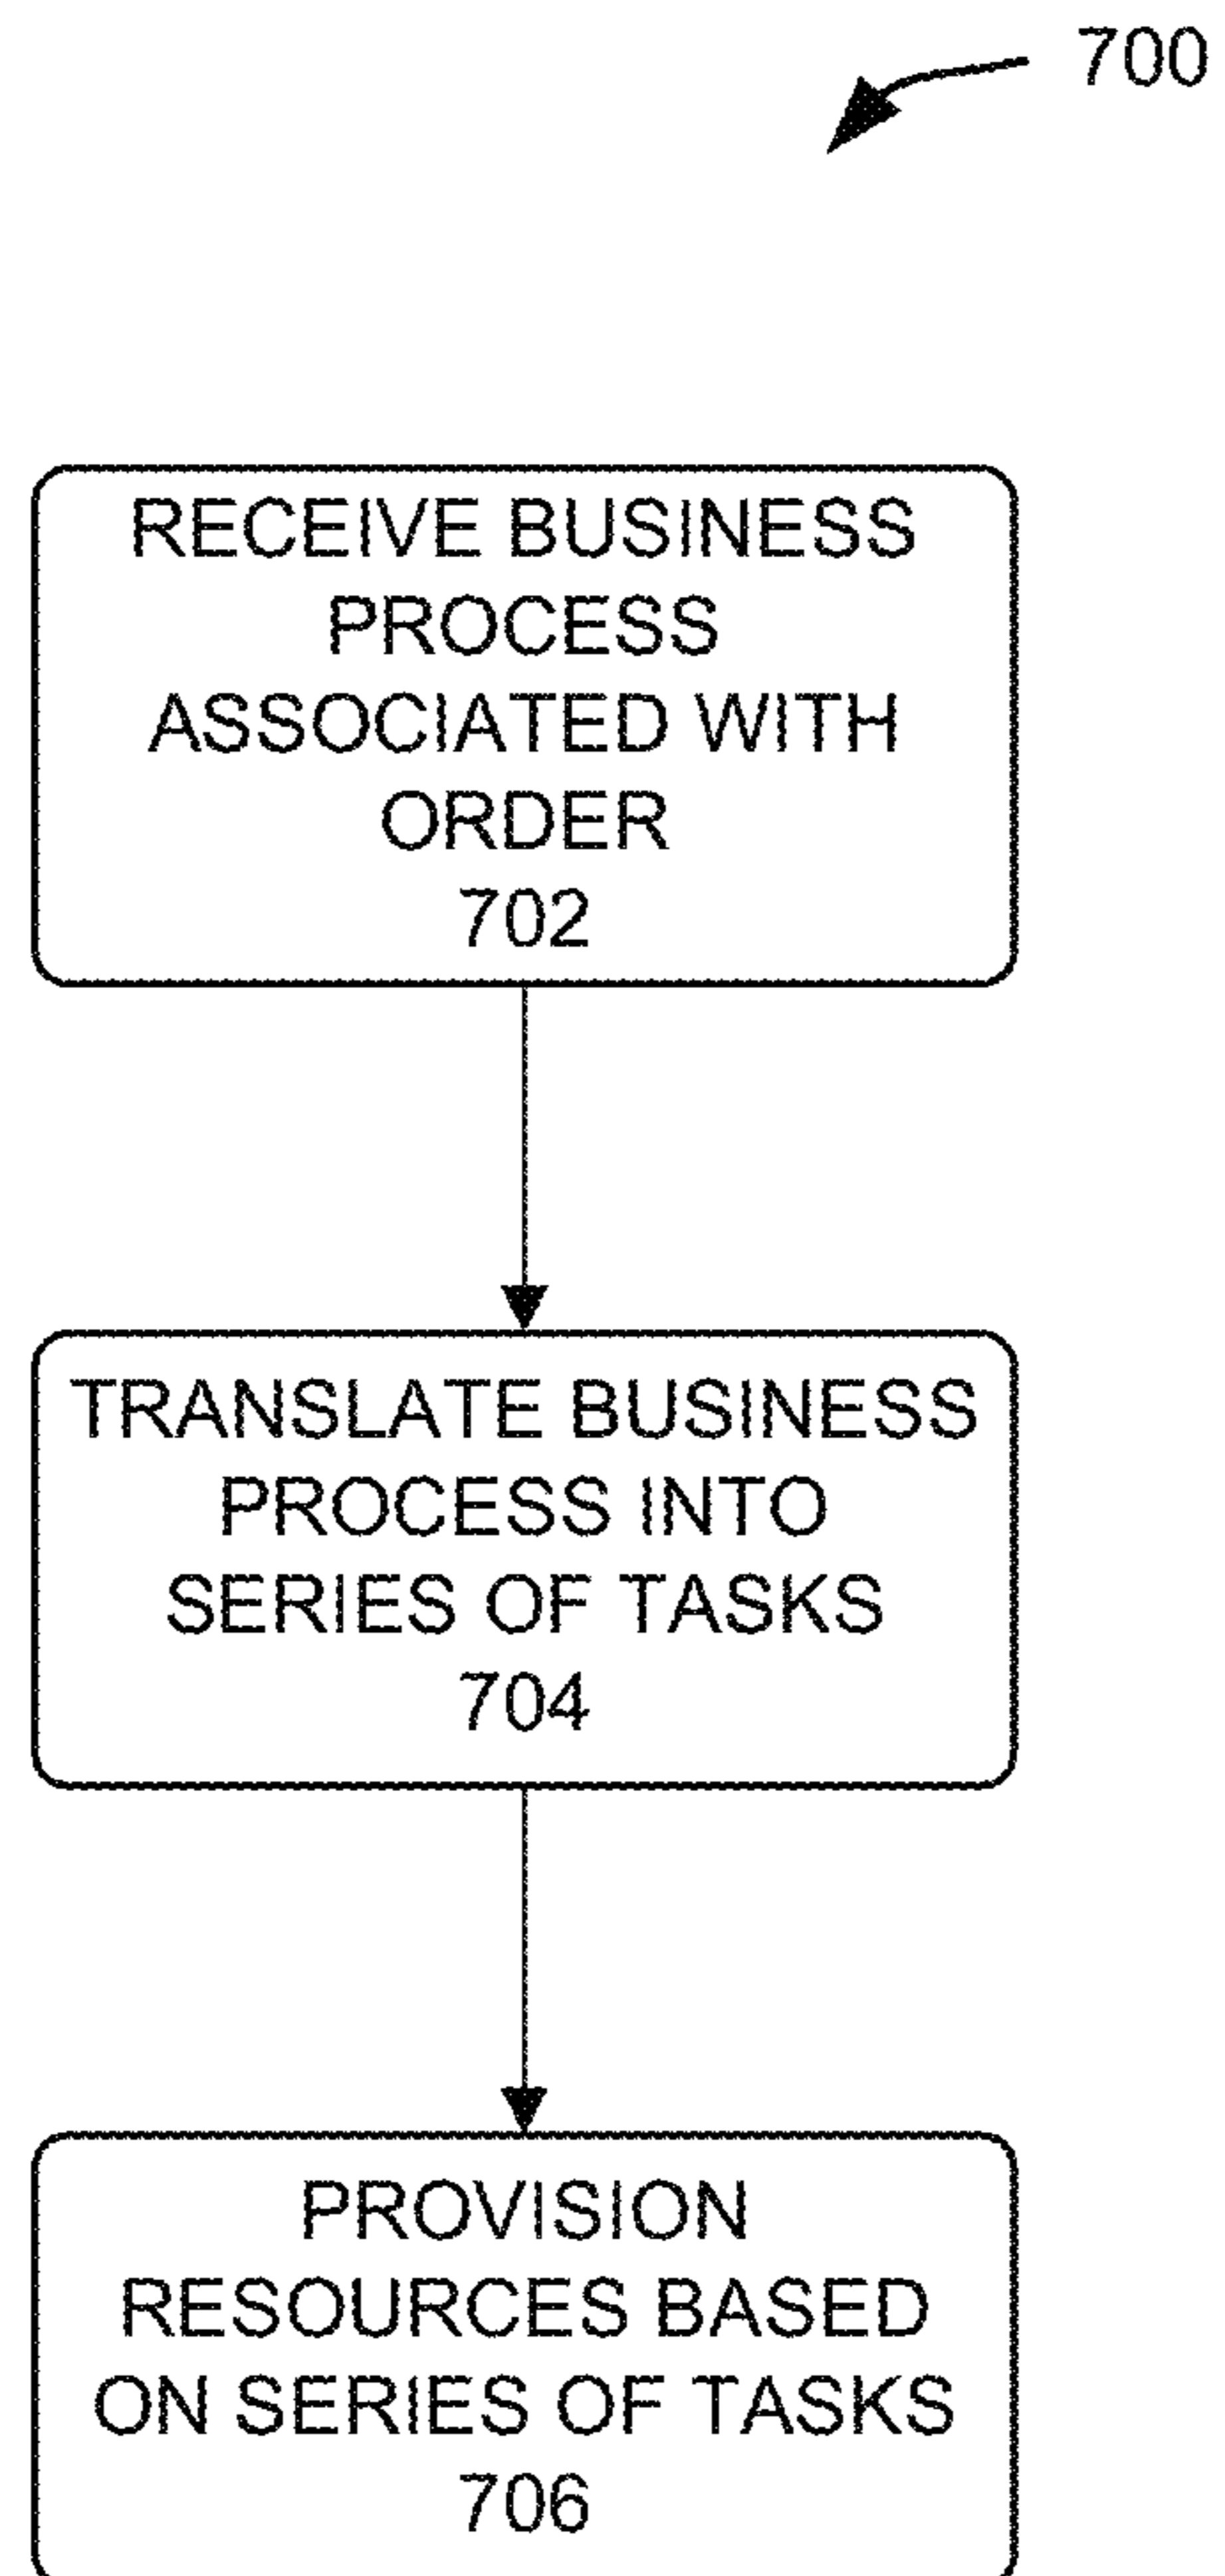 700
RECEIVE BUSINESS
PROCESS
ASSOCIATED WITH
ORDER
702
TRANSLATE BUSINESS
PROCESS INTO
SERIES OF TASKS
704
PROVISION
RESOURCES BASED
ON SERIES OF TASKS
706